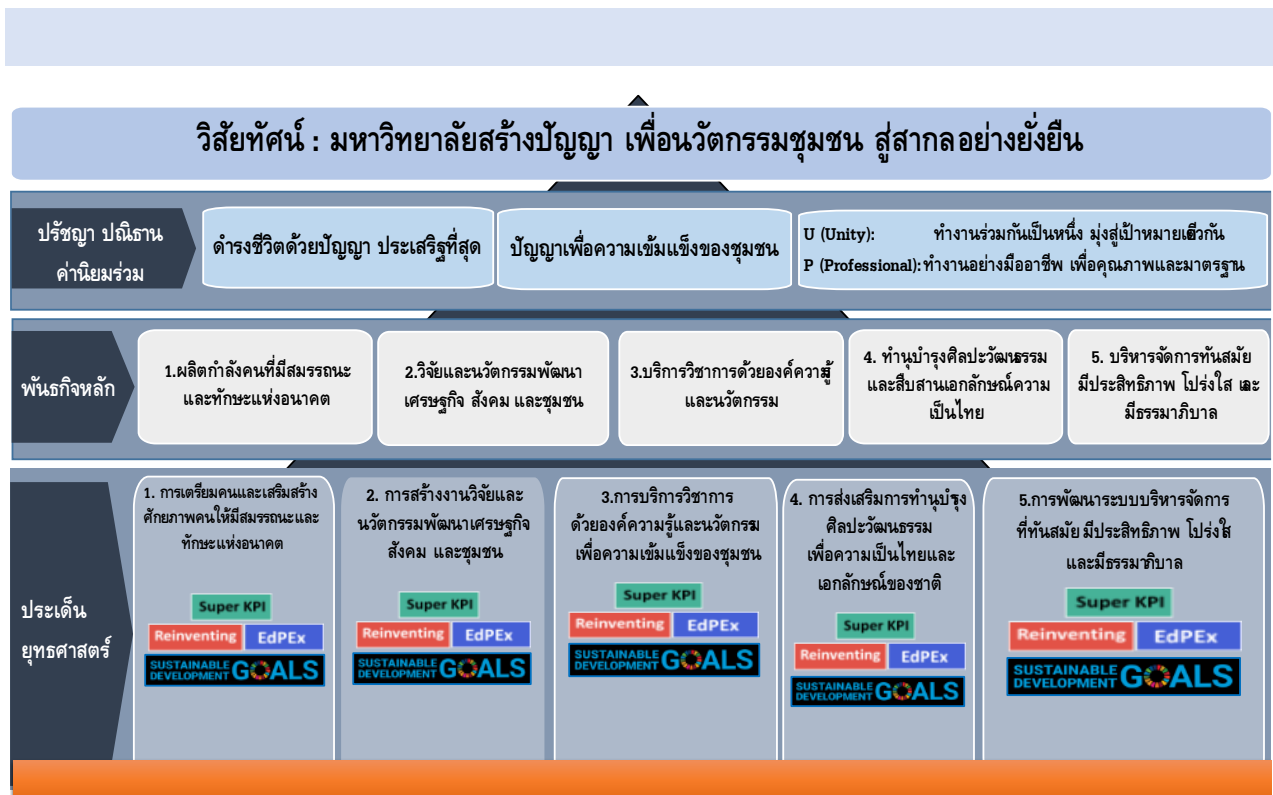 วิสัยทัศน์ : มหาวิทยาลัยสร้างปัญญา เพื่อนวัตกรรมชุมชน สู่สากลอย่างยั่งยืน
ปรัชญา ปณิธาน
ค่านิยมร่วม
ดำรงชีวิตด้วยปัญญา ประเสริฐที่สุด
ปัญญาเพื่อความเข้มแข็งของชุมชน
U (Unity): ทำงานร่วมกันเป็นหนึ่ง มุ่งสู่เป้าหมายเดียวกัน
P (Professional): ทำงานอย่างมืออาชีพ เพื่อคุณภาพและมาตรฐาน
พันธกิจหลัก
1.ผลิตกำลังคนที่มีสมรรถนะ
และทักษะแห่งอนาคต
2.วิจัยและนวัตกรรมพัฒนา
เศรษฐกิจ สังคม และชุมชน
3.บริการวิชาการด้วยองค์ความรู้
และนวัตกรรม
4. ทำนุบำรุงศิลปะวัฒนธรรม
และสืบสานเอกลักษณ์ความ
เป็นไทย
5. บริหารจัดการทันสมัย
มีประสิทธิภาพ โปร่งใส และ
มีธรรมาภิบาล
ประเด็น
ยุทธศาสตร์
1. การเตรียมคนและเสริมสร้าง
ศักยภาพคนให้มีสมรรถนะและ
ทักษะแห่งอนาคต
Super KPI
Reinventing EdPEx
SUSTAINABLE DEVELOPMENT GOALS
2. การสร้างงานวิจัยและ
นวัตกรรมพัฒนาเศรษฐกิจ
สังคม และชุมชน
Super KPI
Reinventing EdPEx
SUSTAINABLE DEVELOPMENT GOALS
3.การบริการวิชาการ
ด้วยองค์ความรู้และนวัตกรรม
เพื่อความเข้มแข็งของชุมชน
Super KPI
Reinventing EdPEx
SUSTAINABLE DEVELOPMENT GOALS
4. การส่งเสริมการทำนุบำรุง
ศิลปะวัฒนธรรม
เพื่อความเป็นไทยและ
เอกลักษณ์ของชาติ
Super KPI
Reinventing EdPEx
SUSTAINABLE DEVELOPMENT GOALS
5.การพัฒนาระบบบริหารจัดการ
ที่ทันสมัย มีประสิทธิภาพ โปร่งใส
และมีธรรมาภิบาล
Super KPI
Reinventing EdPEx
SUSTAINABLE DEVELOPMENT GOALS